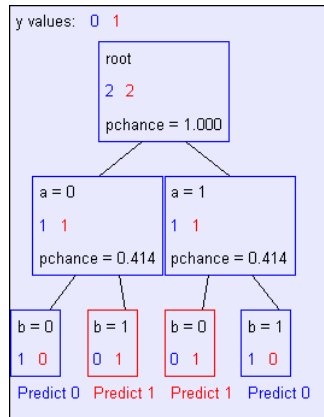 y values: 0 1
root
2 2
pchance = 1.000
a = 0
1 1
pchance = 0.414
a = 1
1 1
pchance = 0.414
b = 0
1 0
b = 1
0 1
b = 0
0 1
b = 1
1 0
Predict 0 Predict 1 Predict 1 Predict 0